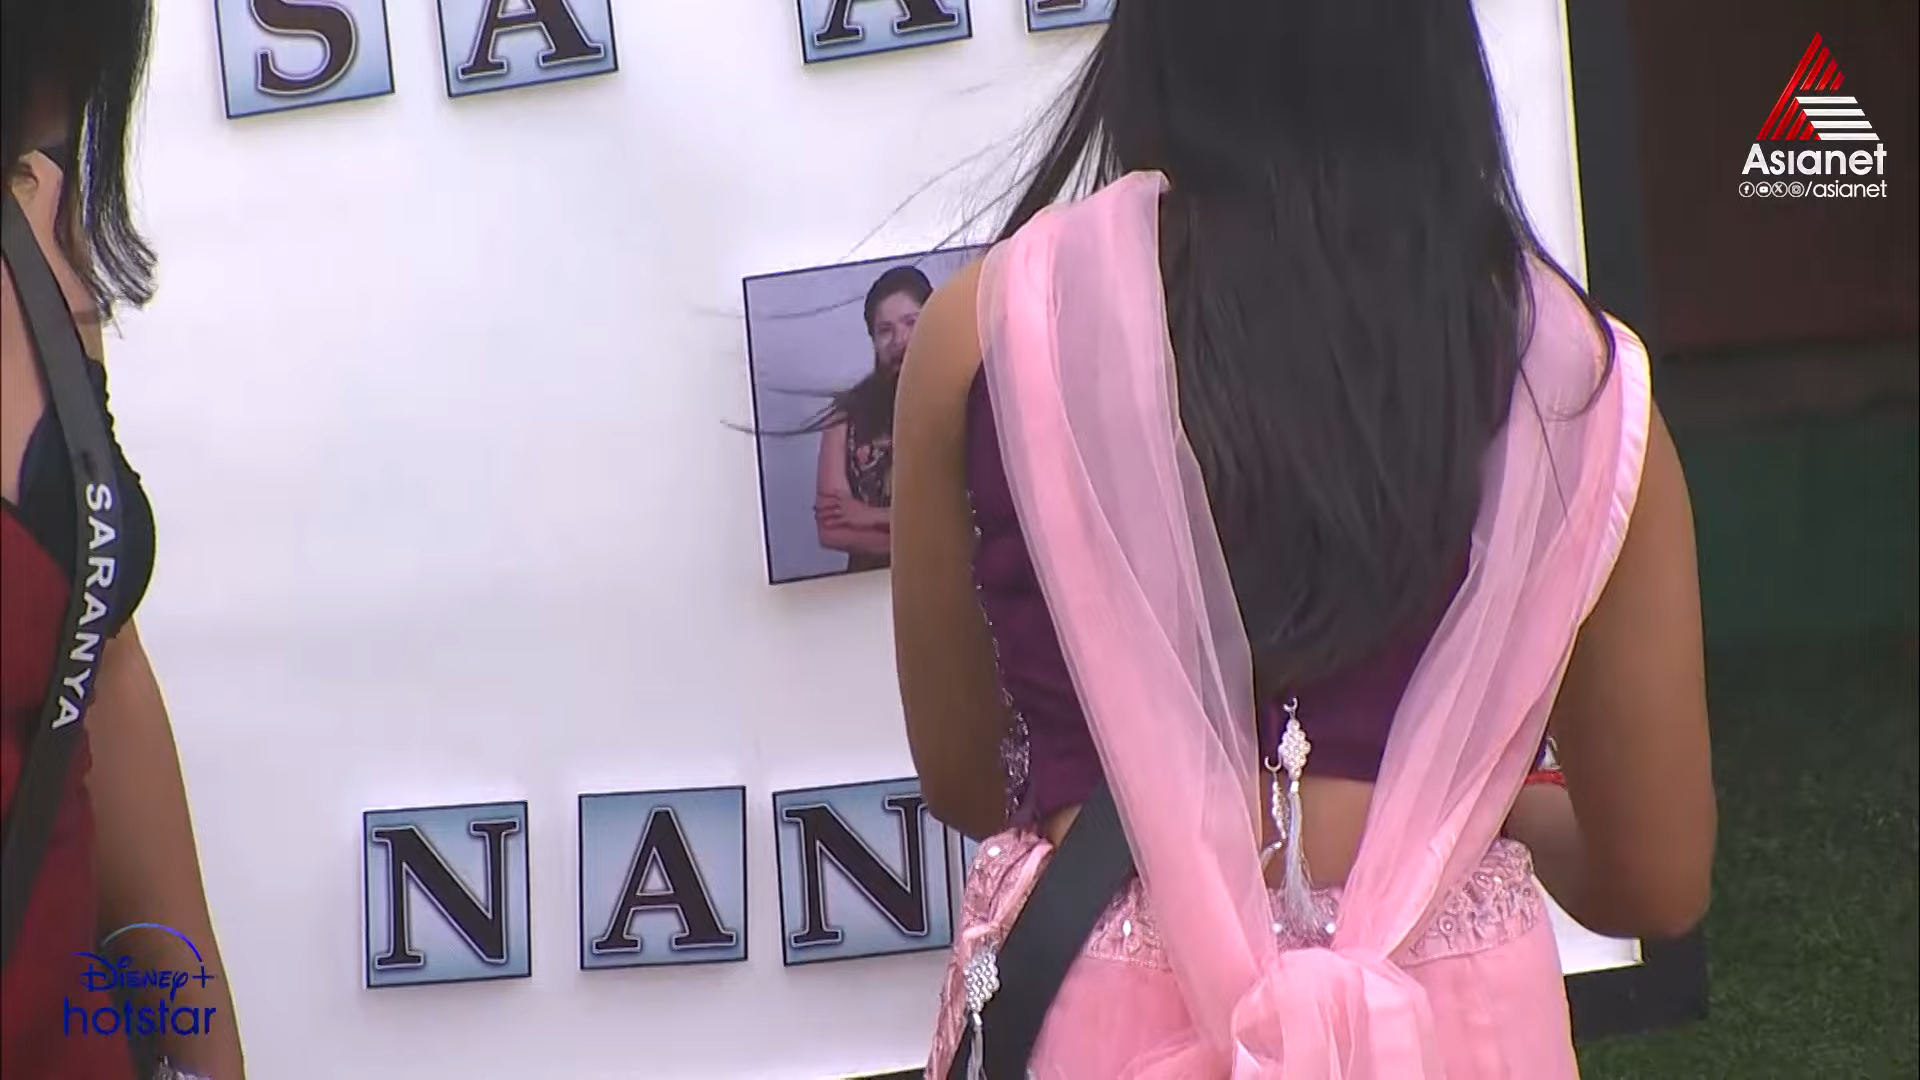 SA A
Asianet
/asianet
SARANYA
NAN
Disney+
hotstar